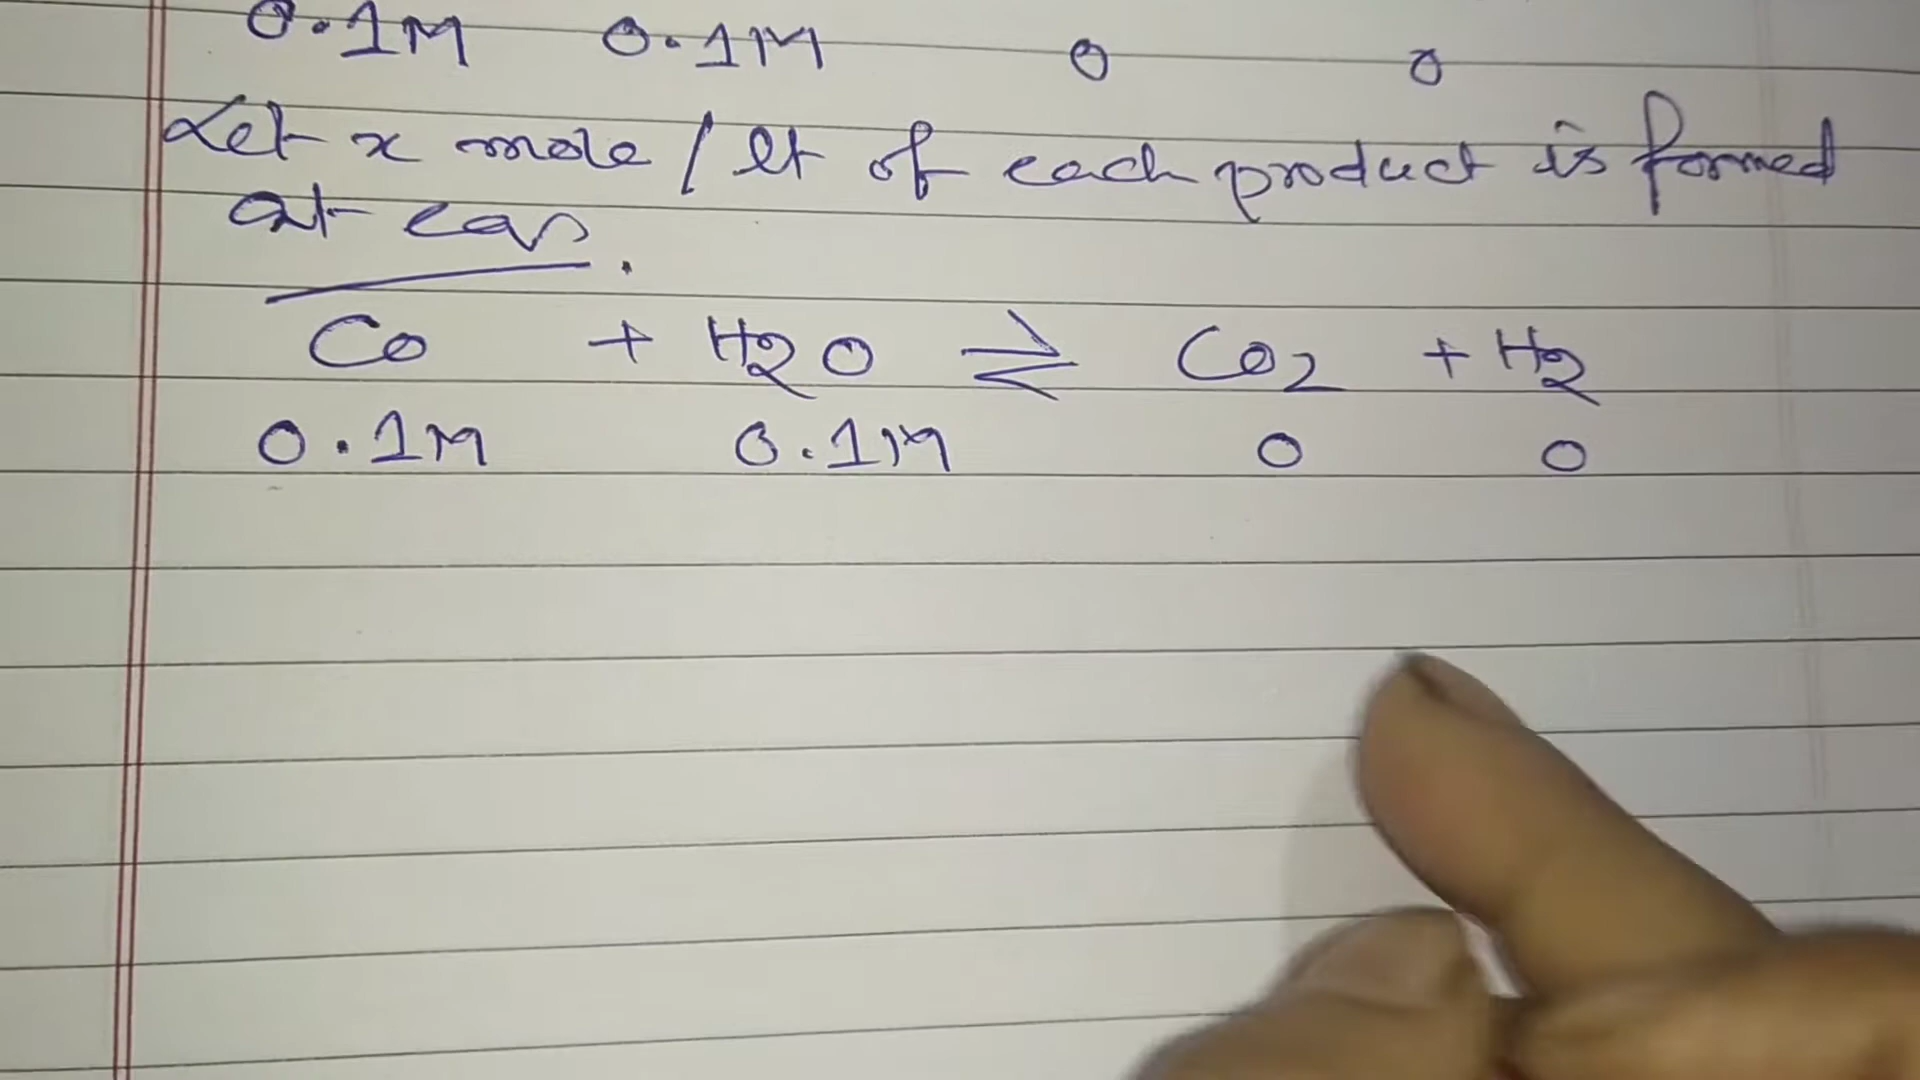 0.1M 0.1M 0 0
Let x mole / lt of each product is formed
at eqn.
Co + H2O ⇌ Co2 + H2
0.1M 0.1M 0 0